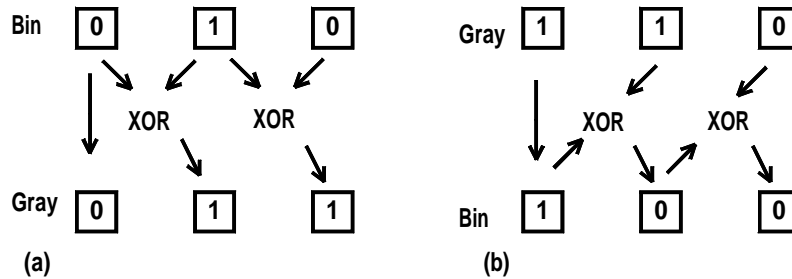 Bin 0 1 0
XOR XOR
Gray 0 1 1
(a)
Gray 1 1 0
XOR XOR
Bin 1 0 0
(b)